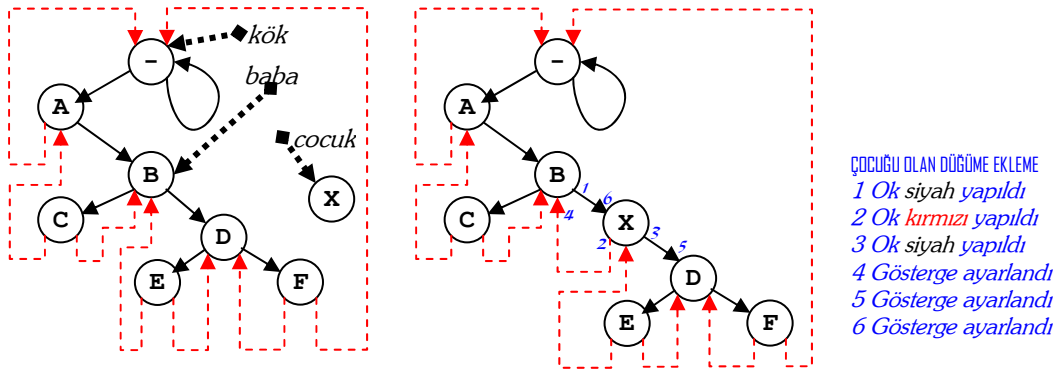 kök
-
baba
A
cocuk
B
X
C
D
E
F
-
A
B
1
6
C
4
X
2
3
5
D
E
F
ÇOCUĞU OLAN DÜĞÜME EKLEME
1 Ok siyah yapıldı
2 Ok kırmızı yapıldı
3 Ok siyah yapıldı
4 Gösterge ayarlandı
5 Gösterge ayarlandı
6 Gösterge ayarlandı